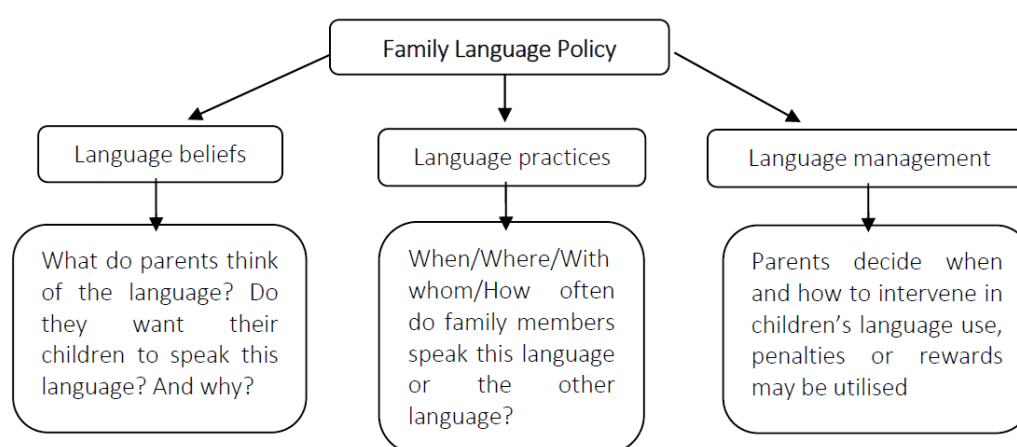 Family Language Policy
Language beliefs
Language practices
Language management
What do parents think
of the language? Do
they want their
children to speak this
language? And why?
When/Where/With
whom/How often
do family members
speak this language
or the other
language?
Parents decide when
and how to intervene in
children’s language use,
penalties or rewards
may be utilised